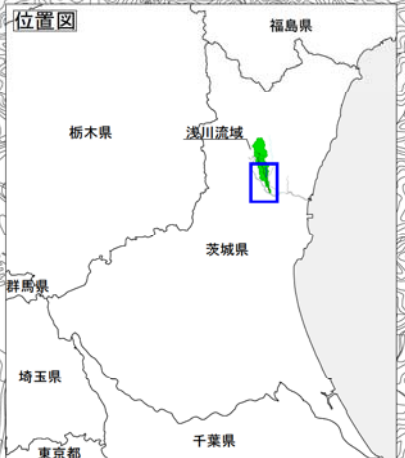 位置図
福島県
栃木県
浅川流域
茨城県
群馬県
埼玉県
千葉県
東京都